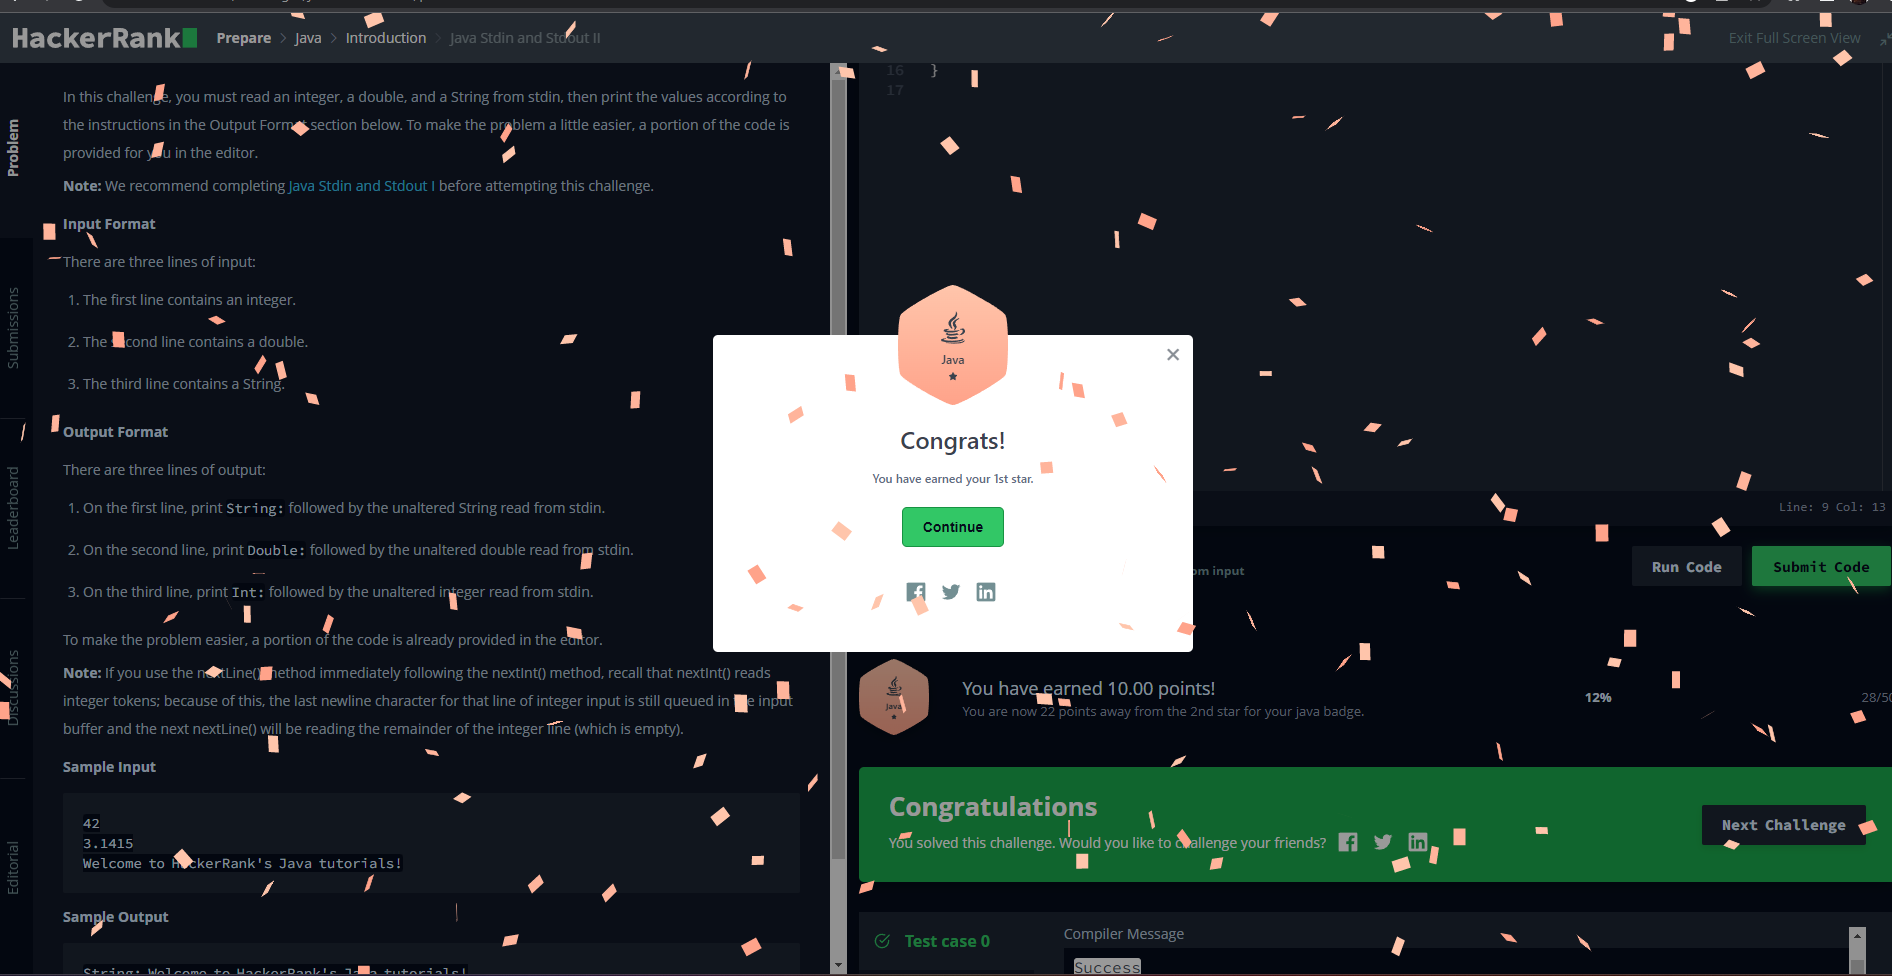 HackerRank
Prepare > Java > Introduction > Java Stdin and Stdout II
Exit Full Screen View
Problem
Submissions
Leaderboard
Discussions
Editorial
In this challenge, you must read an integer, a double, and a String from stdin, then print the values according to
the instructions in the Output Format section below. To make the problem a little easier, a portion of the code is
provided for you in the editor.
Note: We recommend completing Java Stdin and Stdout I before attempting this challenge.
Input Format
There are three lines of input:
1. The first line contains an integer.
2. The second line contains a double.
3. The third line contains a String.
Output Format
There are three lines of output:
1. On the first line, print String: followed by the unaltered String read from stdin.
2. On the second line, print Double: followed by the unaltered double read from stdin.
3. On the third line, print Int: followed by the unaltered integer read from stdin.
To make the problem easier, a portion of the code is already provided in the editor.
Note: If you use the nextLine() method immediately following the nextInt() method, recall that nextInt() reads
integer tokens; because of this, the last newline character for that line of integer input is still queued in the input
buffer and the next nextLine() will be reading the remainder of the integer line (which is empty).
Sample Input
42
3.1415
Welcome to HackerRank's Java tutorials!
Sample Output
String: Welcome to HackerRank's Java tutorials!
16 }
17
Java
Congrats!
You have earned your 1st star.
Continue
Line: 9 Col: 13
om input
Run Code
Submit Code
Java
You have earned 10.00 points!
You are now 22 points away from the 2nd star for your java badge.
12%
28/50
Congratulations
You solved this challenge. Would you like to challenge your friends?
Next Challenge
Test case 0
Compiler Message
Success